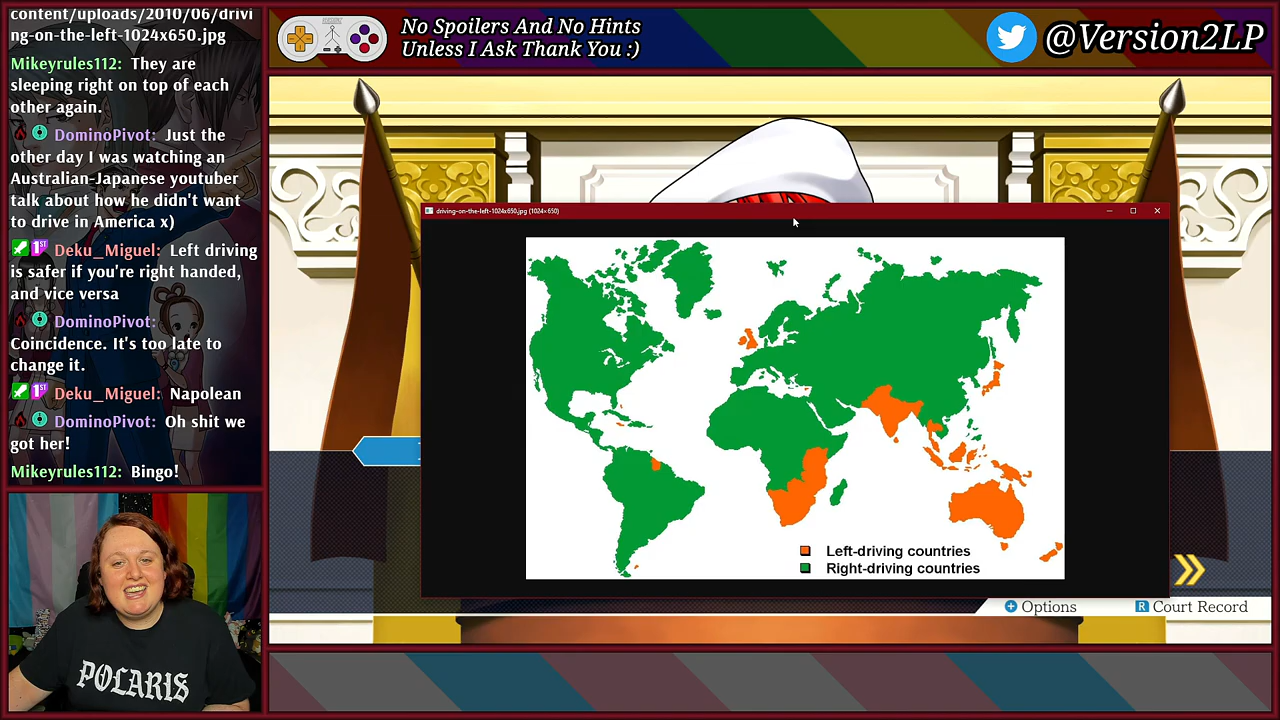 content/uploads/2010/06/drivi
ng-on-the-left-1024x650.jpg
Mikeyrules112: They are
sleeping right on top of each
other again.
DominoPivot: Just the
other day I was watching an
Australian-Japanese youtuber
talk about how he didn't want
to drive in America x)
1ST Deku_Miguel: Left driving
is safer if you're right handed,
and vice versa
DominoPivot:
Coincidence. It's too late to
change it.
1ST Deku_Miguel: Napolean
DominoPivot: Oh shit we
got her!
Mikeyrules112: Bingo!
POLARIS
No Spoilers And No Hints
Unless I Ask Thank You :)
@Version2LP
driving-on-the-left-1024x650.jpg (1024×650)
Left-driving countries
Right-driving countries
+ Options
R Court Record